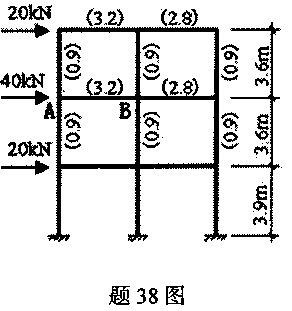 20kN
(3.2)
(2.8)
(0.9)
(0.9)
(0.9)
3.6m
40kN
(3.2)
(2.8)
A
B
(0.9)
(0.9)
(0.9)
3.6m
20kN
3.9m
题 38 图